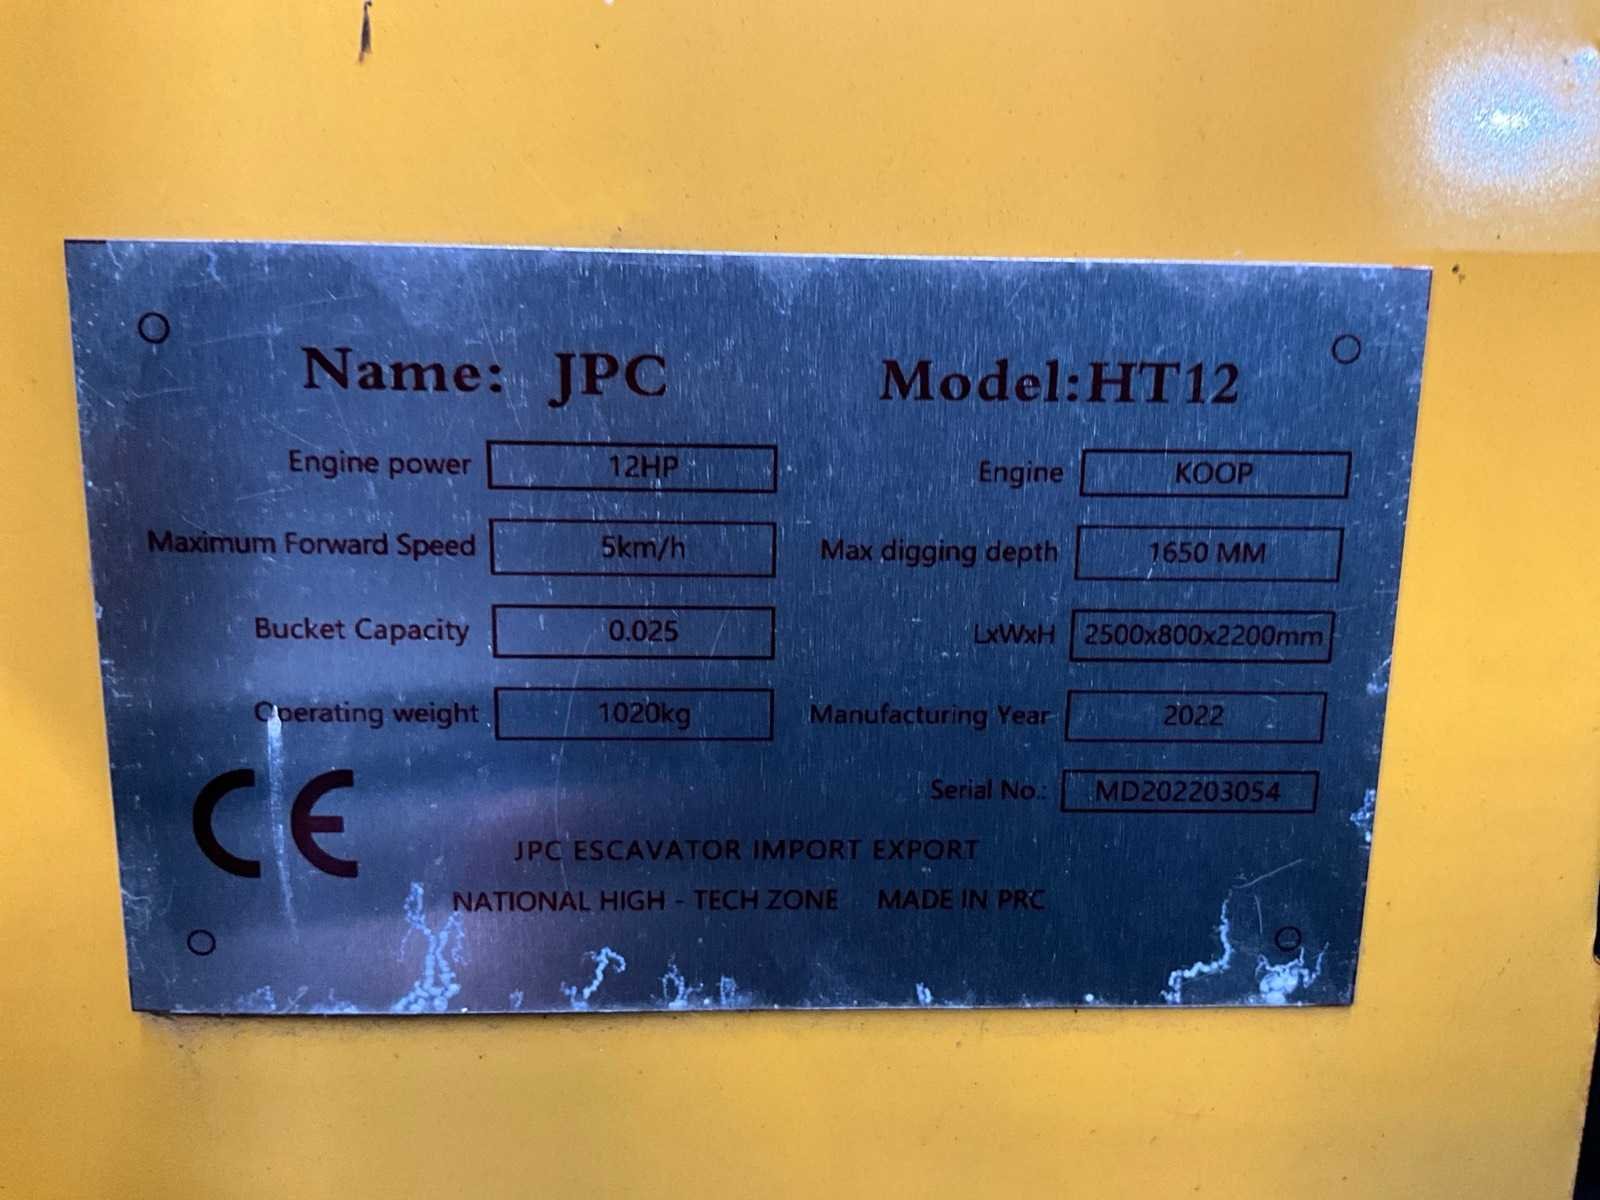 Name: JPC Model:HT12
Engine power 12HP Engine KOOP
Maximum Forward Speed 5km/h Max digging depth 1650 MM
Bucket Capacity 0.025 LxWxH 2500x800x2200mm
Operating weight 1020kg Manufacturing Year 2022
Serial No.: MD202203054
CE
JPC ESCAVATOR IMPORT EXPORT
NATIONAL HIGH - TECH ZONE MADE IN PRC